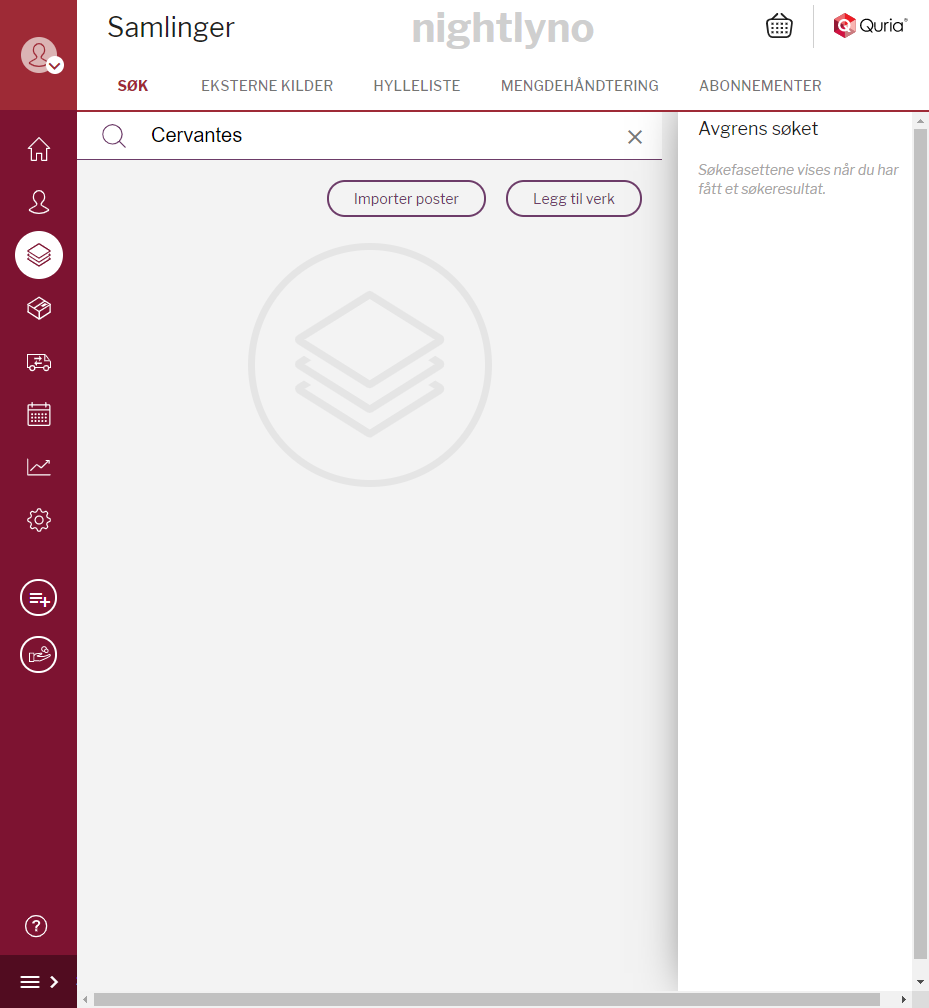 Samlinger
nightlyno
Quria®
SØK
EKSTERNE KILDER
HYLLELISTE
MENGDEHÅNDTERING
ABONNEMENTER
Cervantes
Importer poster
Legg til verk
Avgrens søket
Søkefasettene vises når du har
fått et søkeresultat.
?